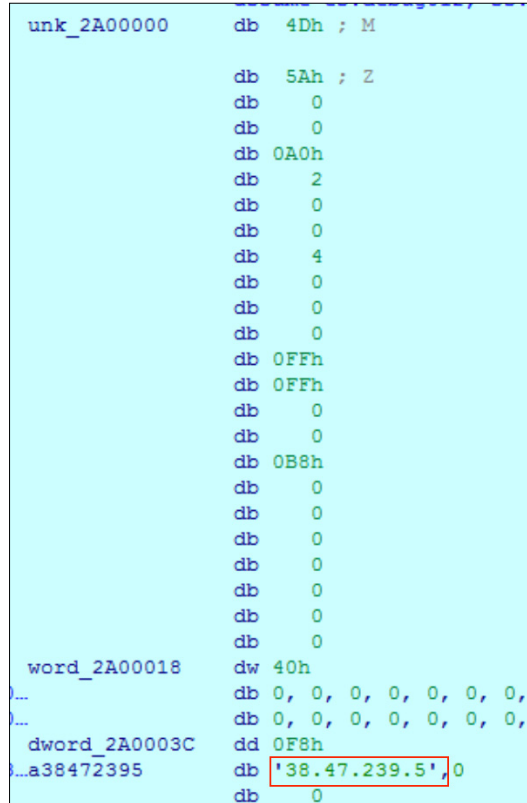 unk_2A00000 db 4Dh ; M
db 5Ah ; Z
db 0
db 0
db 0A0h
db 2
db 0
db 0
db 4
db 0
db 0
db 0
db 0FFh
db 0FFh
db 0
db 0
db 0B8h
db 0
db 0
db 0
db 0
db 0
db 0
db 0
word_2A00018 dw 40h
0… db 0, 0, 0, 0, 0, 0, 0,
0… db 0, 0, 0, 0, 0, 0, 0,
dword_2A0003C dd 0F8h
3…a38472395 db '38.47.239.5',0
db 0